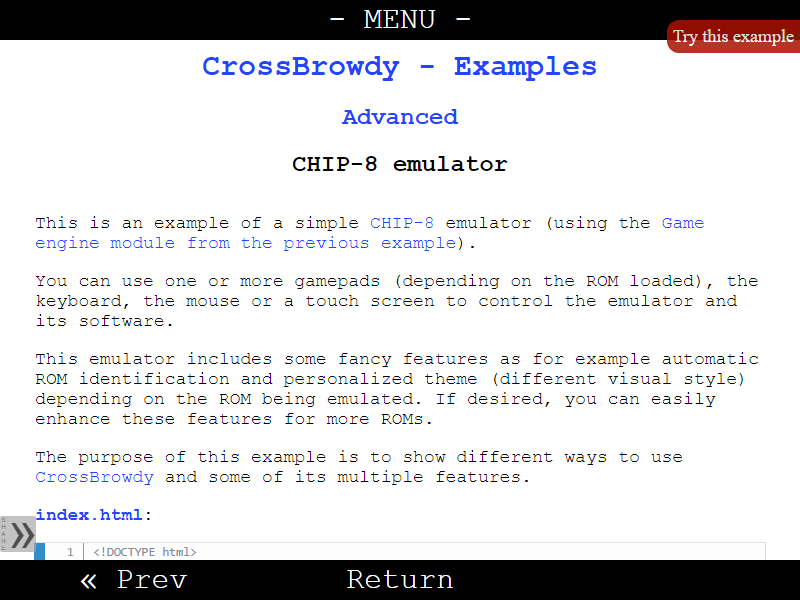 - MENU -
Try this example
CrossBrowdy - Examples
Advanced
CHIP-8 emulator
This is an example of a simple CHIP-8 emulator (using the Game
engine module from the previous example).
You can use one or more gamepads (depending on the ROM loaded), the
keyboard, the mouse or a touch screen to control the emulator and
its software.
This emulator includes some fancy features as for example automatic
ROM identification and personalized theme (different visual style)
depending on the ROM being emulated. If desired, you can easily
enhance these features for more ROMs.
The purpose of this example is to show different ways to use
CrossBrowdy and some of its multiple features.
index.html:
SHARE »
1 <!DOCTYPE html>
« Prev Return